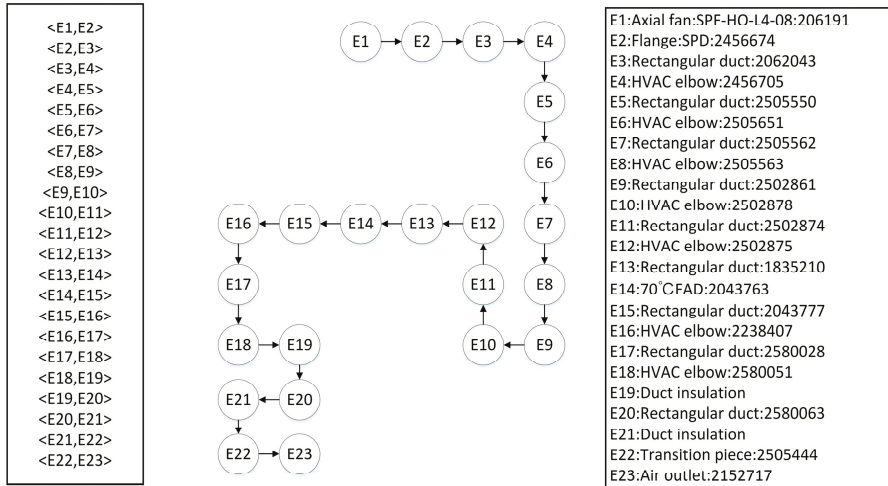 <E1,E2>
<E2,E3>
<E3,E4>
<E4,E5>
<E5,E6>
<E6,E7>
<E7,E8>
<E8,E9>
<E9,E10>
<E10,E11>
<E11,E12>
<E12,E13>
<E13,E14>
<E14,E15>
<E15,E16>
<E16,E17>
<E17,E18>
<E18,E19>
<E19,E20>
<E20,E21>
<E21,E22>
<E22,E23>
E1 E2 E3 E4
E5
E6
E16 E15 E14 E13 E12 E7
E17 E11 E8
E18 E19 E10 E9
E21 E20
E22 E23
E1:Axial fan:SPF-HQ-L4-08:206191
E2:Flange:SPD:2456674
E3:Rectangular duct:2062043
E4:HVAC elbow:2456705
E5:Rectangular duct:2505550
E6:HVAC elbow:2505651
E7:Rectangular duct:2505562
E8:HVAC elbow:2505563
E9:Rectangular duct:2502861
E10:HVAC elbow:2502878
E11:Rectangular duct:2502874
E12:HVAC elbow:2502875
E13:Rectangular duct:1835210
E14:70°CFAD:2043763
E15:Rectangular duct:2043777
E16:HVAC elbow:2238407
E17:Rectangular duct:2580028
E18:HVAC elbow:2580051
E19:Duct insulation
E20:Rectangular duct:2580063
E21:Duct insulation
E22:Transition piece:2505444
E23:Air outlet:2152717